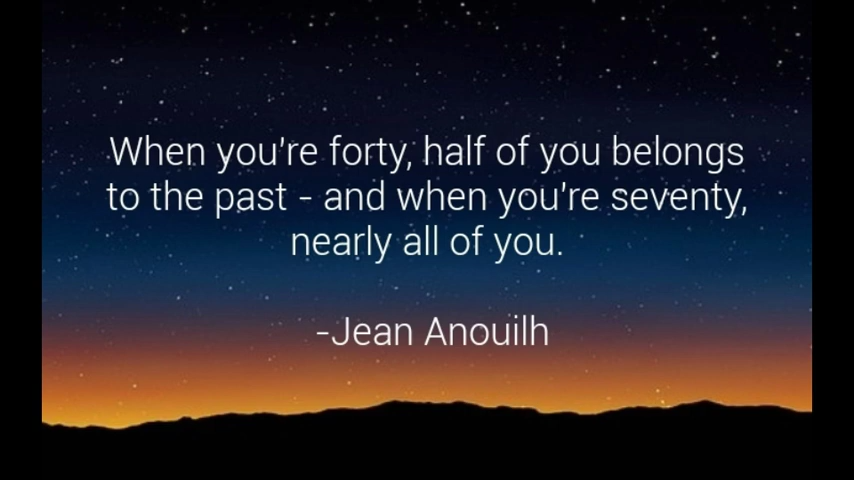 When you're forty, half of you belongs
to the past - and when you're seventy,
nearly all of you.
-Jean Anouilh